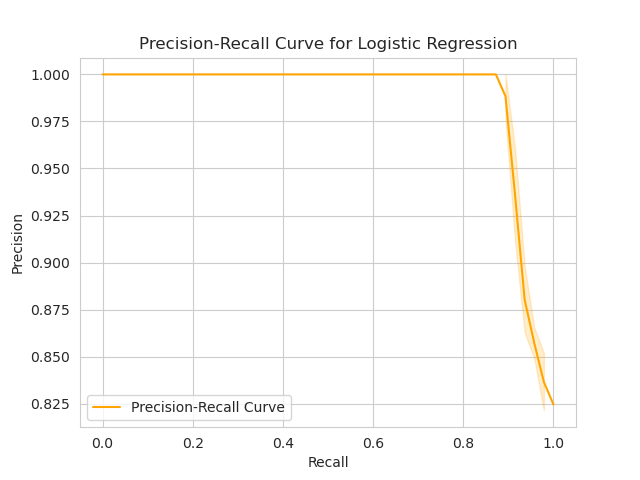 Precision-Recall Curve for Logistic Regression
1.000
0.975
0.950
0.925
0.900
0.875
0.850
0.825
Precision
Precision-Recall Curve
0.0 0.2 0.4 0.6 0.8 1.0
Recall